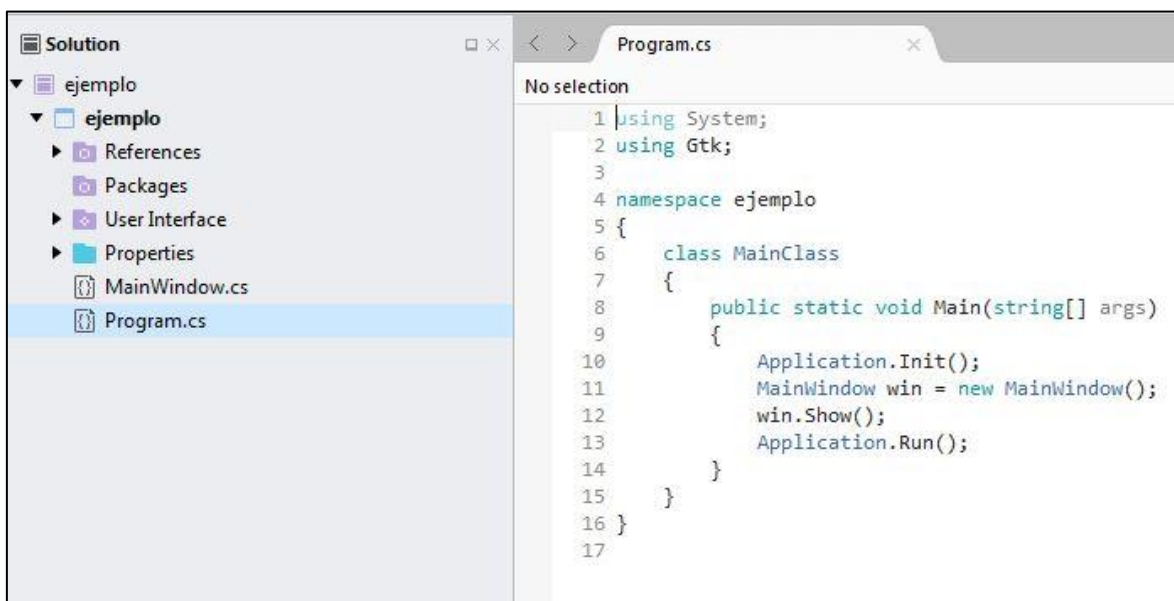 Solution
ejemplo
ejemplo
References
Packages
User Interface
Properties
MainWindow.cs
Program.cs
Program.cs
No selection
1 using System;
2 using Gtk;
3
4 namespace ejemplo
5 {
6     class MainClass
7     {
8         public static void Main(string[] args)
9         {
10             Application.Init();
11             MainWindow win = new MainWindow();
12             win.Show();
13             Application.Run();
14         }
15     }
16 }
17